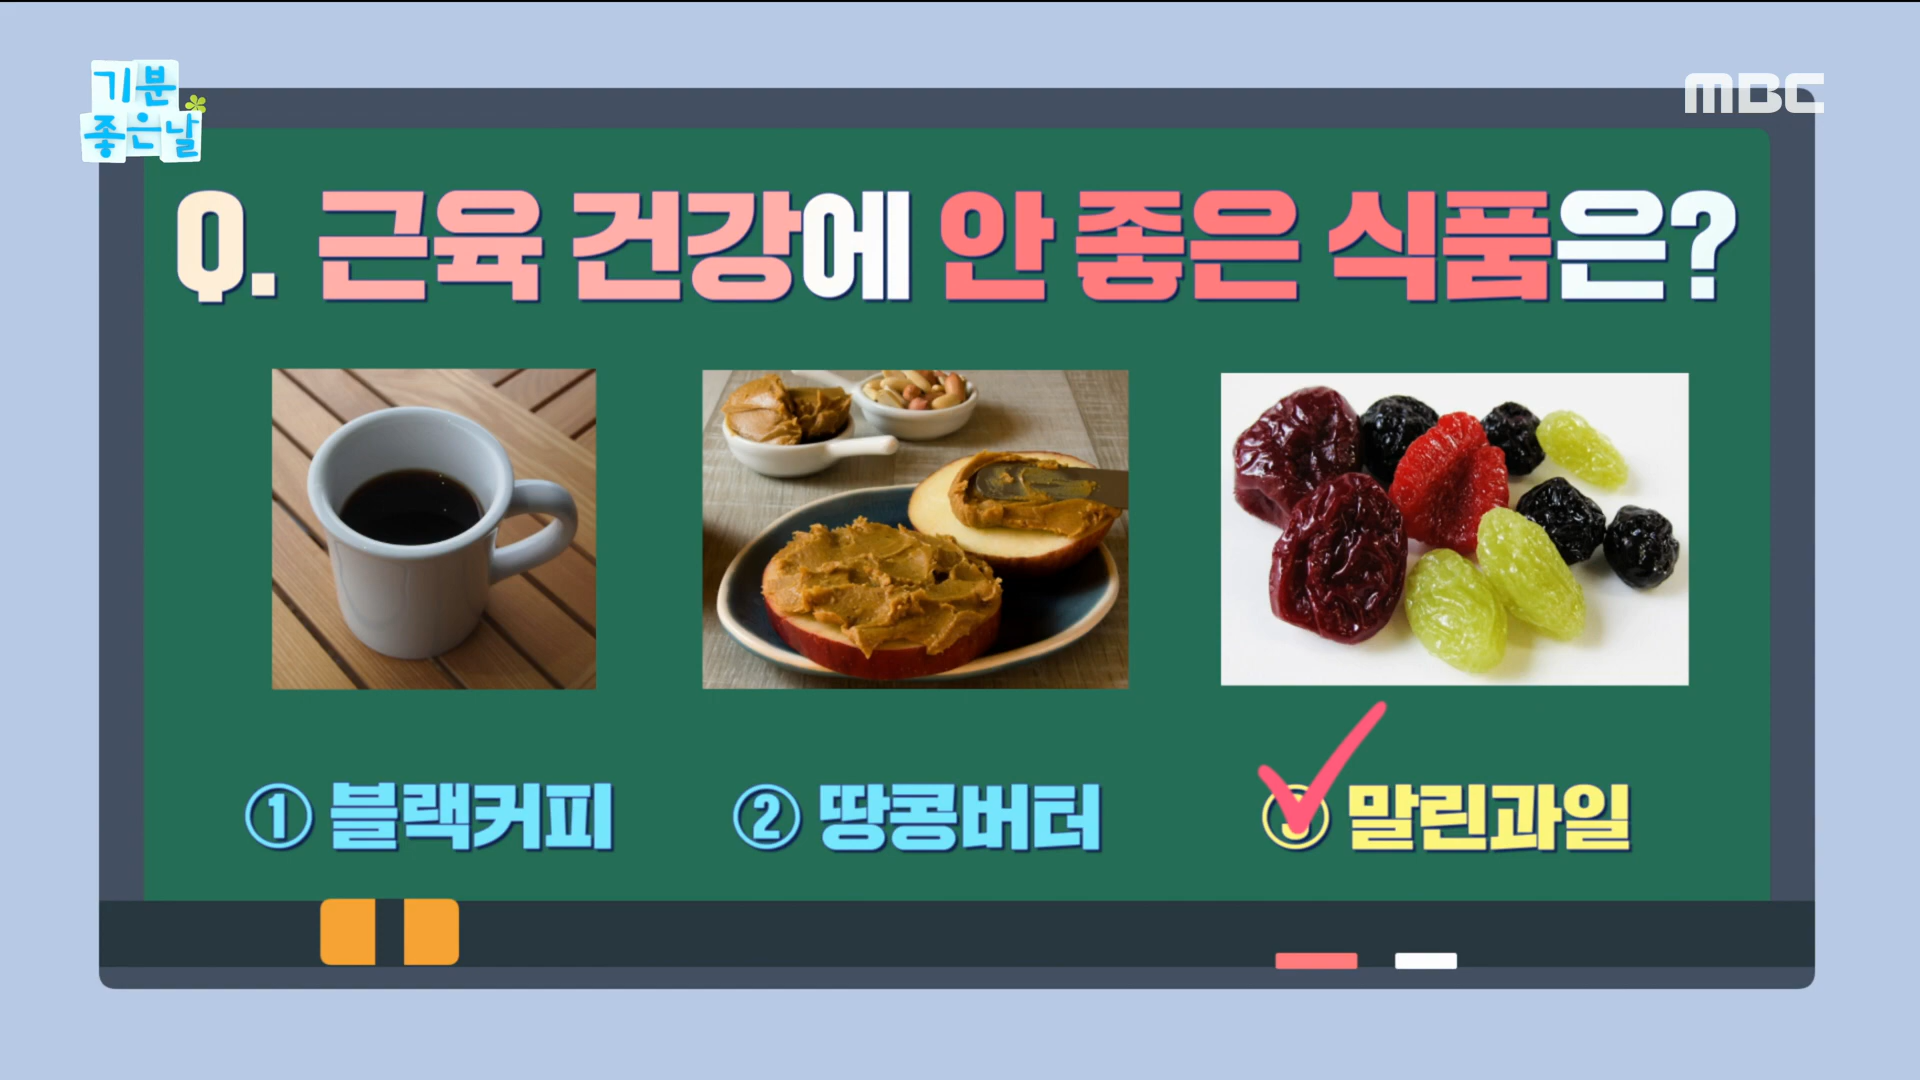 기분
좋은날
MBC
Q. 근육 건강에 안 좋은 식품은?
① 블랙커피
② 땅콩버터
③ 말린과일